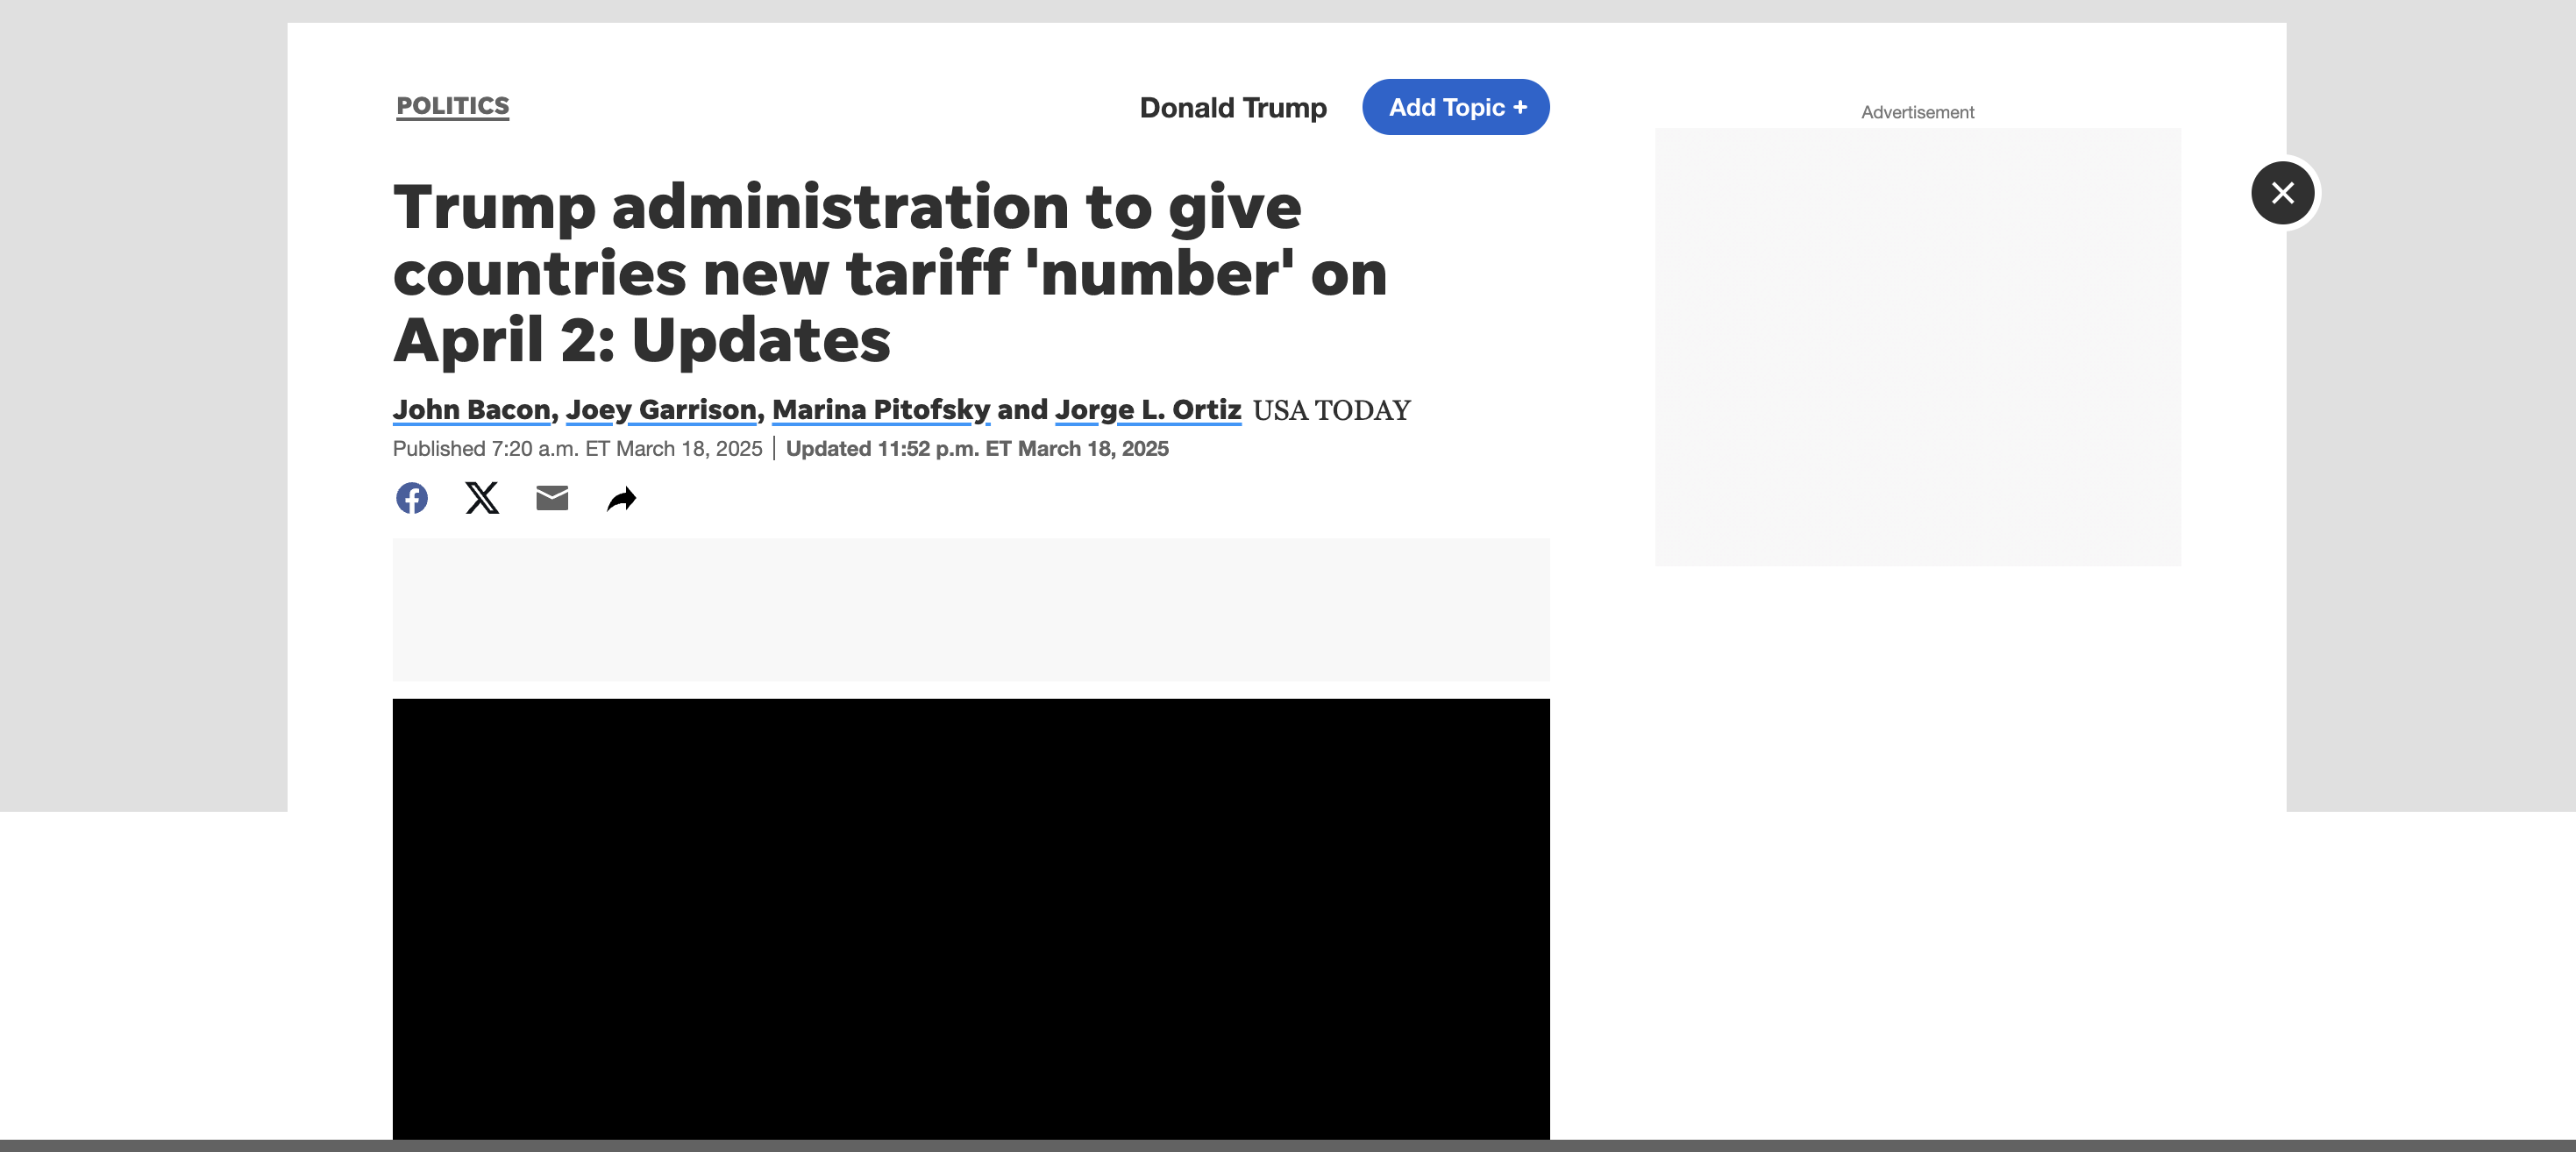 POLITICS
Donald Trump
Add Topic +
Advertisement
Trump administration to give
countries new tariff 'number' on
April 2: Updates
John Bacon, Joey Garrison, Marina Pitofsky and Jorge L. Ortiz USA TODAY
Published 7:20 a.m. ET March 18, 2025 | Updated 11:52 p.m. ET March 18, 2025